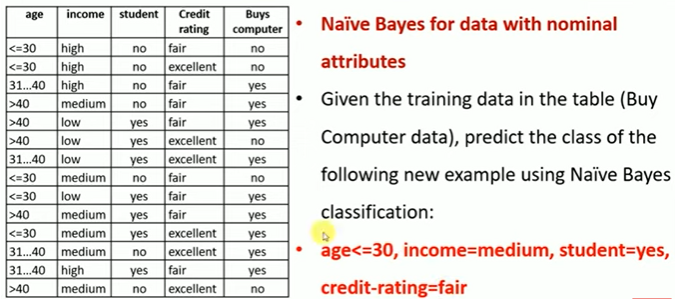 age income student Credit rating Buys computer
<=30 high no fair no
<=30 high no excellent no
31...40 high no fair yes
>40 medium no fair yes
>40 low yes fair yes
>40 low yes excellent no
31...40 low yes excellent yes
<=30 medium no fair no
<=30 low yes fair yes
>40 medium yes fair yes
<=30 medium yes excellent yes
31...40 medium no excellent yes
31...40 high yes fair yes
>40 medium no excellent no
• Naïve Bayes for data with nominal
attributes
• Given the training data in the table (Buy
Computer data), predict the class of the
following new example using Naïve Bayes
classification:
• age<=30, income=medium, student=yes,
credit-rating=fair